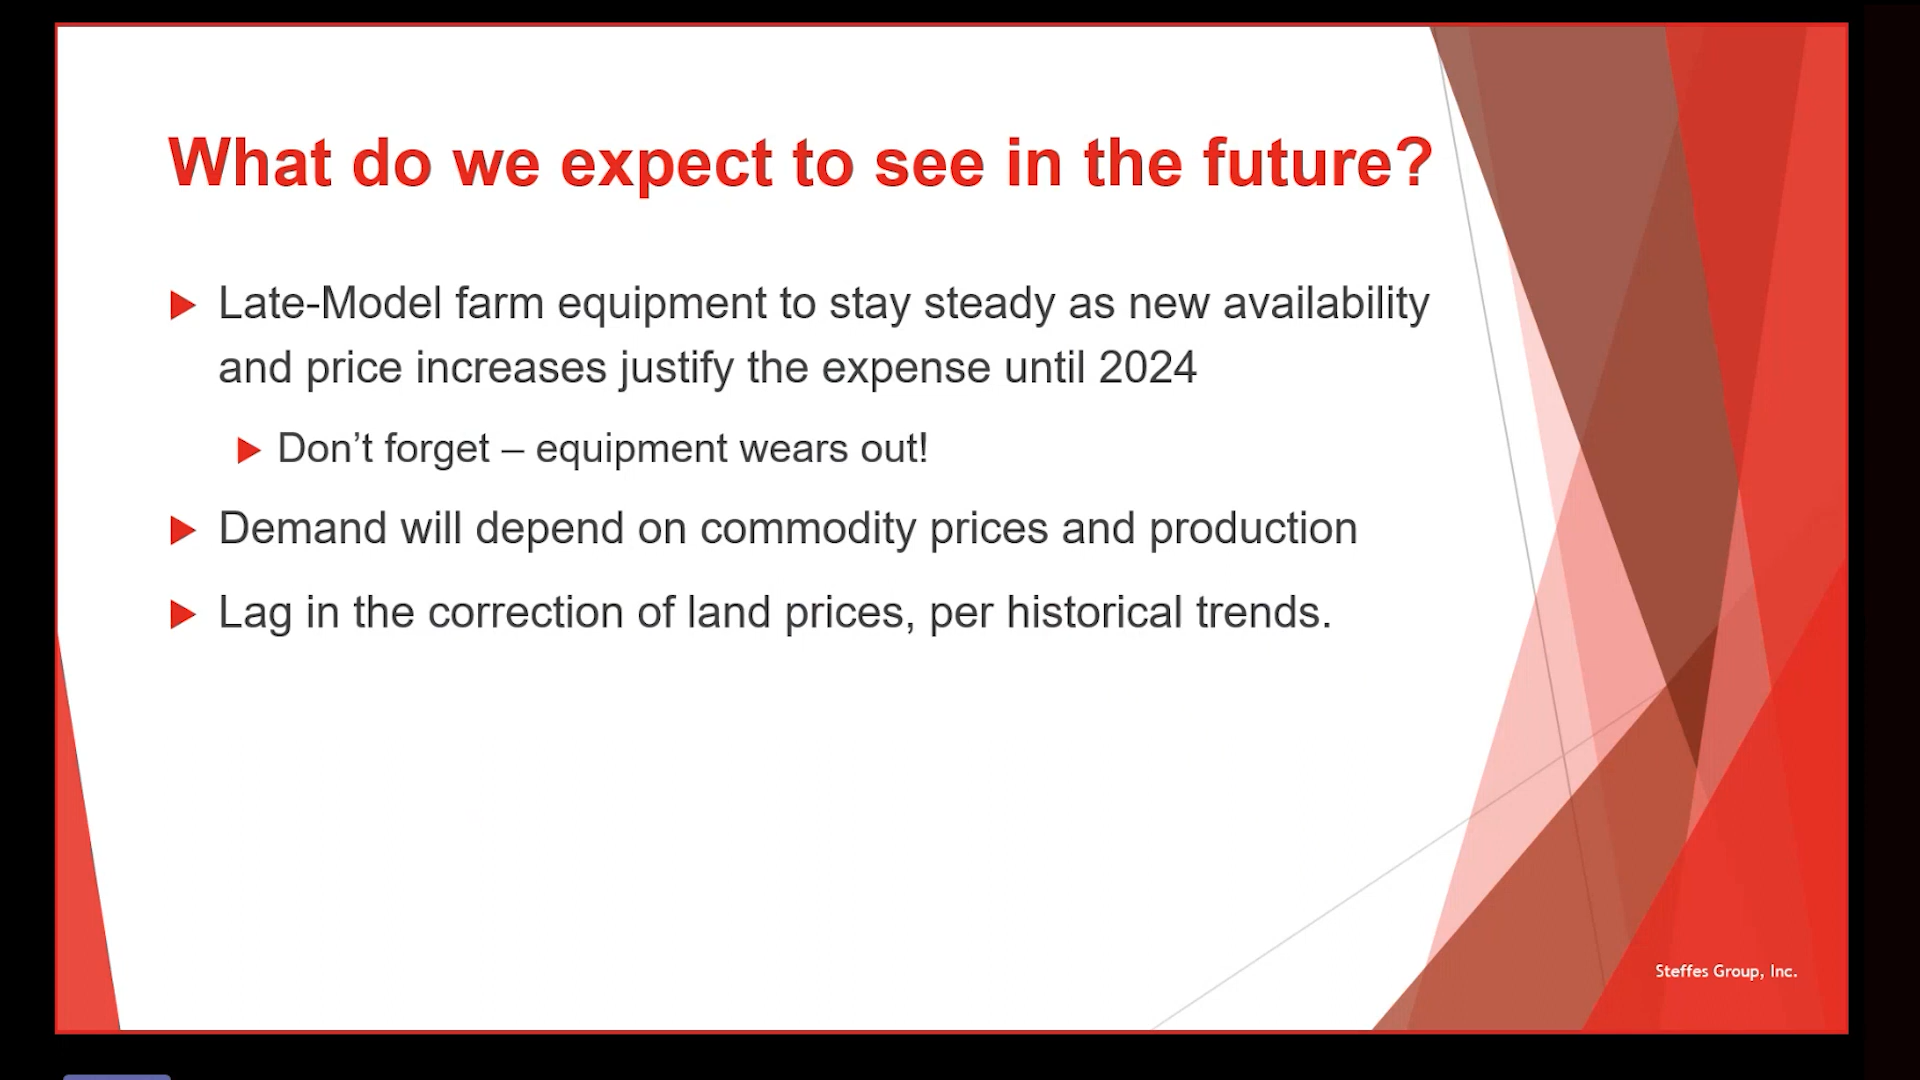 What do we expect to see in the future?
Late-Model farm equipment to stay steady as new availability
and price increases justify the expense until 2024
Don’t forget – equipment wears out!
Demand will depend on commodity prices and production
Lag in the correction of land prices, per historical trends.
Steffes Group, Inc.